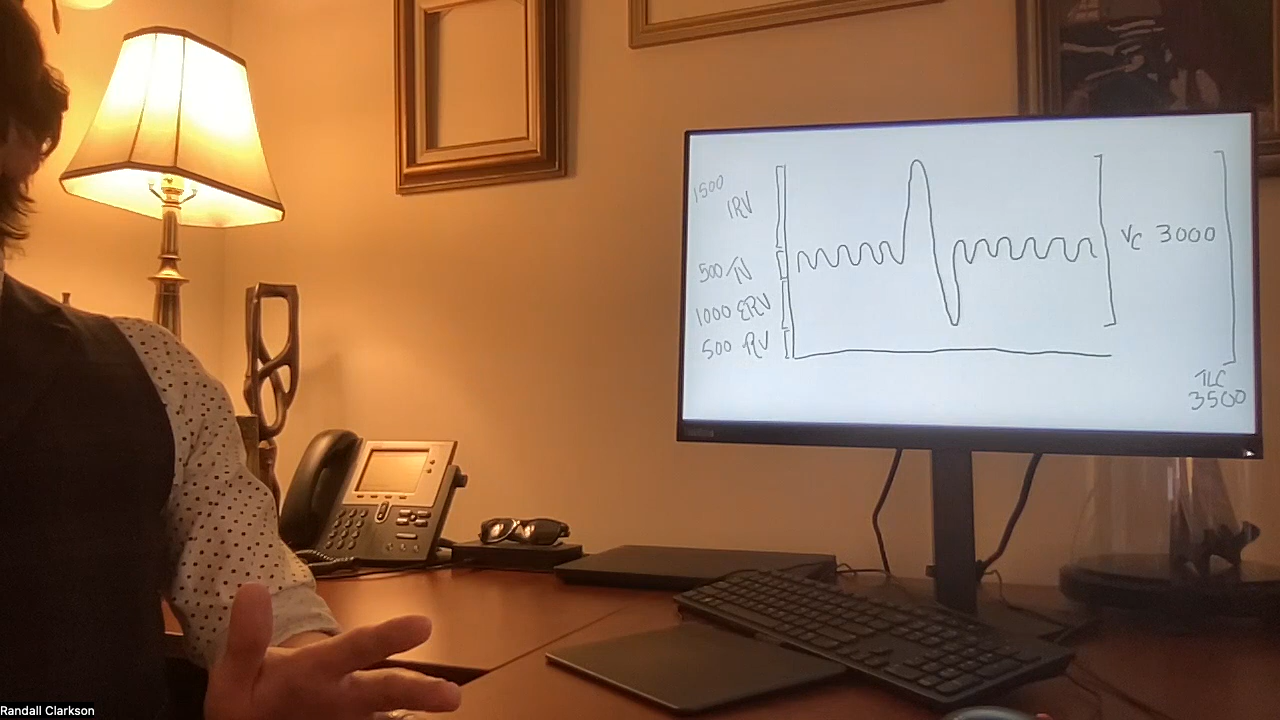 1500
IRV
500/TV
1000 ERV
500 RV
VC 3000
TLC
3500
Randall Clarkson